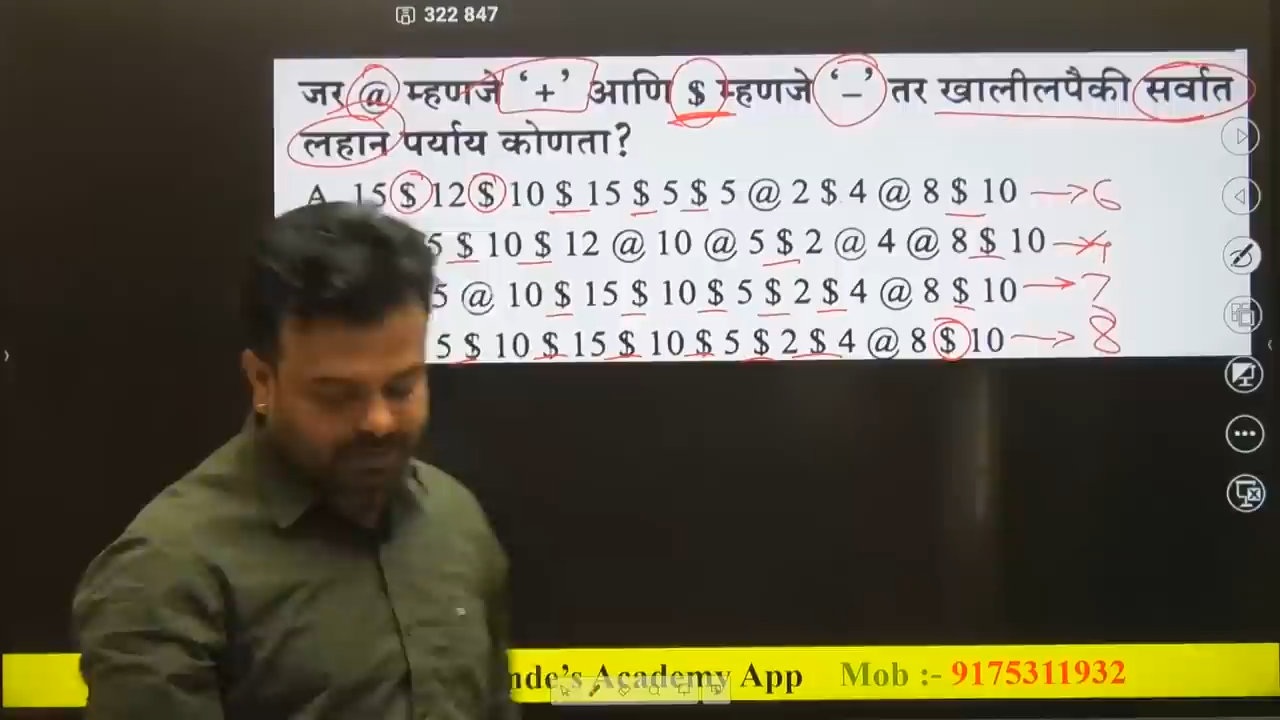 322 847
जर @ म्हणजे ‘+’ आणि $ म्हणजे ‘–’ तर खालीलपैकी सर्वात
लहान पर्याय कोणता?
A 15 $ 12 $ 10 $ 15 $ 5 $ 5 @ 2 $ 4 @ 8 $ 10 → 6
5 $ 10 $ 12 @ 10 @ 5 $ 2 @ 4 @ 8 $ 10 → 4
5 @ 10 $ 15 $ 10 $ 5 $ 2 $ 4 @ 8 $ 10 → 7
5 $ 10 $ 15 $ 10 $ 5 $ 2 $ 4 @ 8 $ 10 → 8
nde’s Academy App Mob :- 9175311932